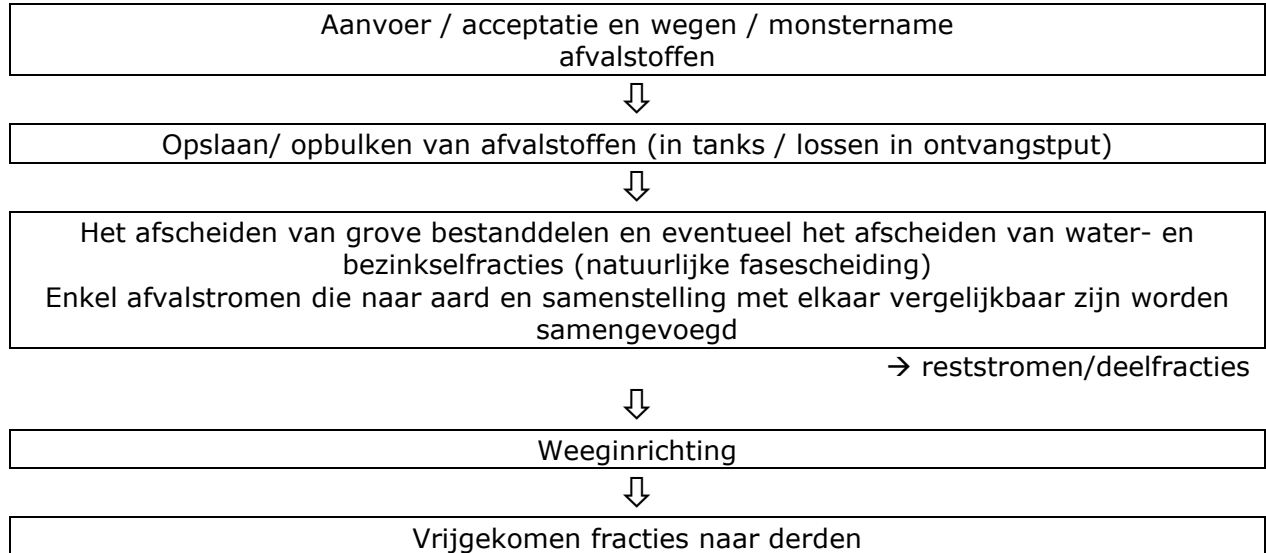 Aanvoer / acceptatie en wegen / monstername
afvalstoffen
⇩
Opslaan/ opbulken van afvalstoffen (in tanks / lossen in ontvangstput)
⇩
Het afscheiden van grove bestanddelen en eventueel het afscheiden van water- en
bezinkselfracties (natuurlijke fasescheiding)
Enkel afvalstromen die naar aard en samenstelling met elkaar vergelijkbaar zijn worden
samengevoegd
→ reststromen/deelfracties
⇩
Weeginrichting
⇩
Vrijgekomen fracties naar derden